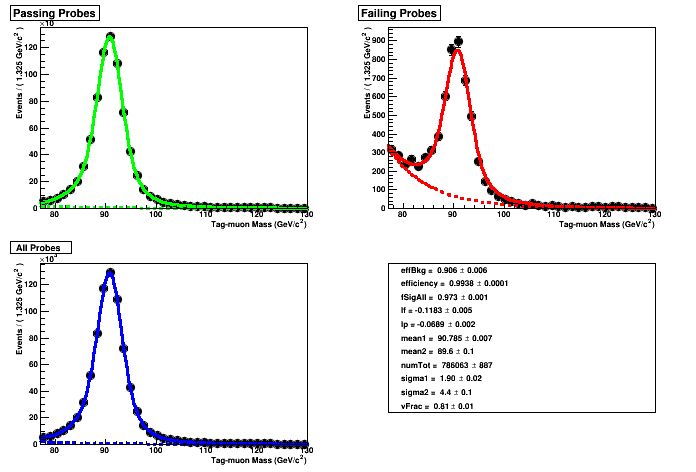 Passing Probes
×10
Events / ( 1.325 GeV/c² )
120
100
80
60
40
20
0
80 90 100 110 120 130
Tag-muon Mass (GeV/c²)
Failing Probes
Events / ( 1.325 GeV/c² )
900
800
700
600
500
400
300
200
100
0
80 90 100 110 120 130
Tag-muon Mass (GeV/c²)
All Probes
×10³
Events / ( 1.325 GeV/c² )
120
100
80
60
40
20
0
80 90 100 110 120 130
Tag-muon Mass (GeV/c²)
effBkg = 0.906 ± 0.006
efficiency = 0.9938 ± 0.0001
fSigAll = 0.973 ± 0.001
lf = -0.1183 ± 0.005
lp = -0.0689 ± 0.002
mean1 = 90.785 ± 0.007
mean2 = 89.6 ± 0.1
numTot = 786063 ± 887
sigma1 = 1.90 ± 0.02
sigma2 = 4.4 ± 0.1
vFrac = 0.81 ± 0.01